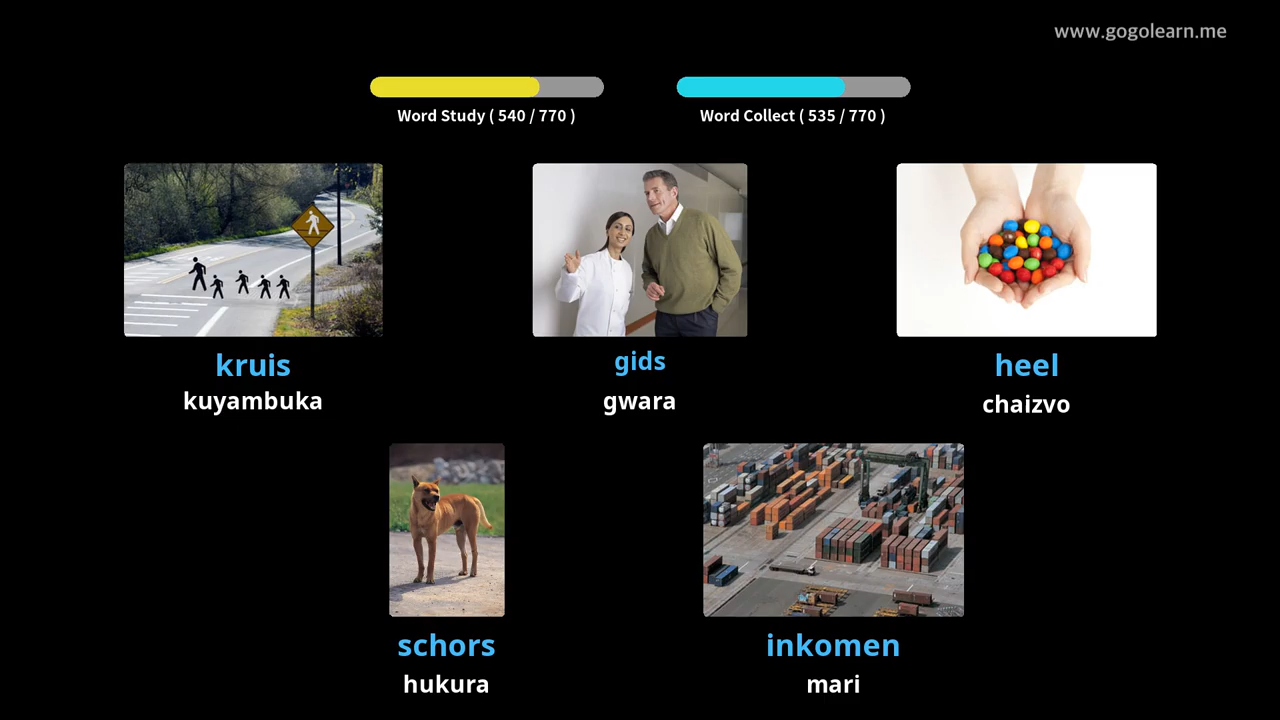 www.gogolearn.me
Word Study ( 540 / 770 )
Word Collect ( 535 / 770 )
kruis
kuyambuka
gids
gwara
heel
chaizvo
schors
hukura
inkomen
mari